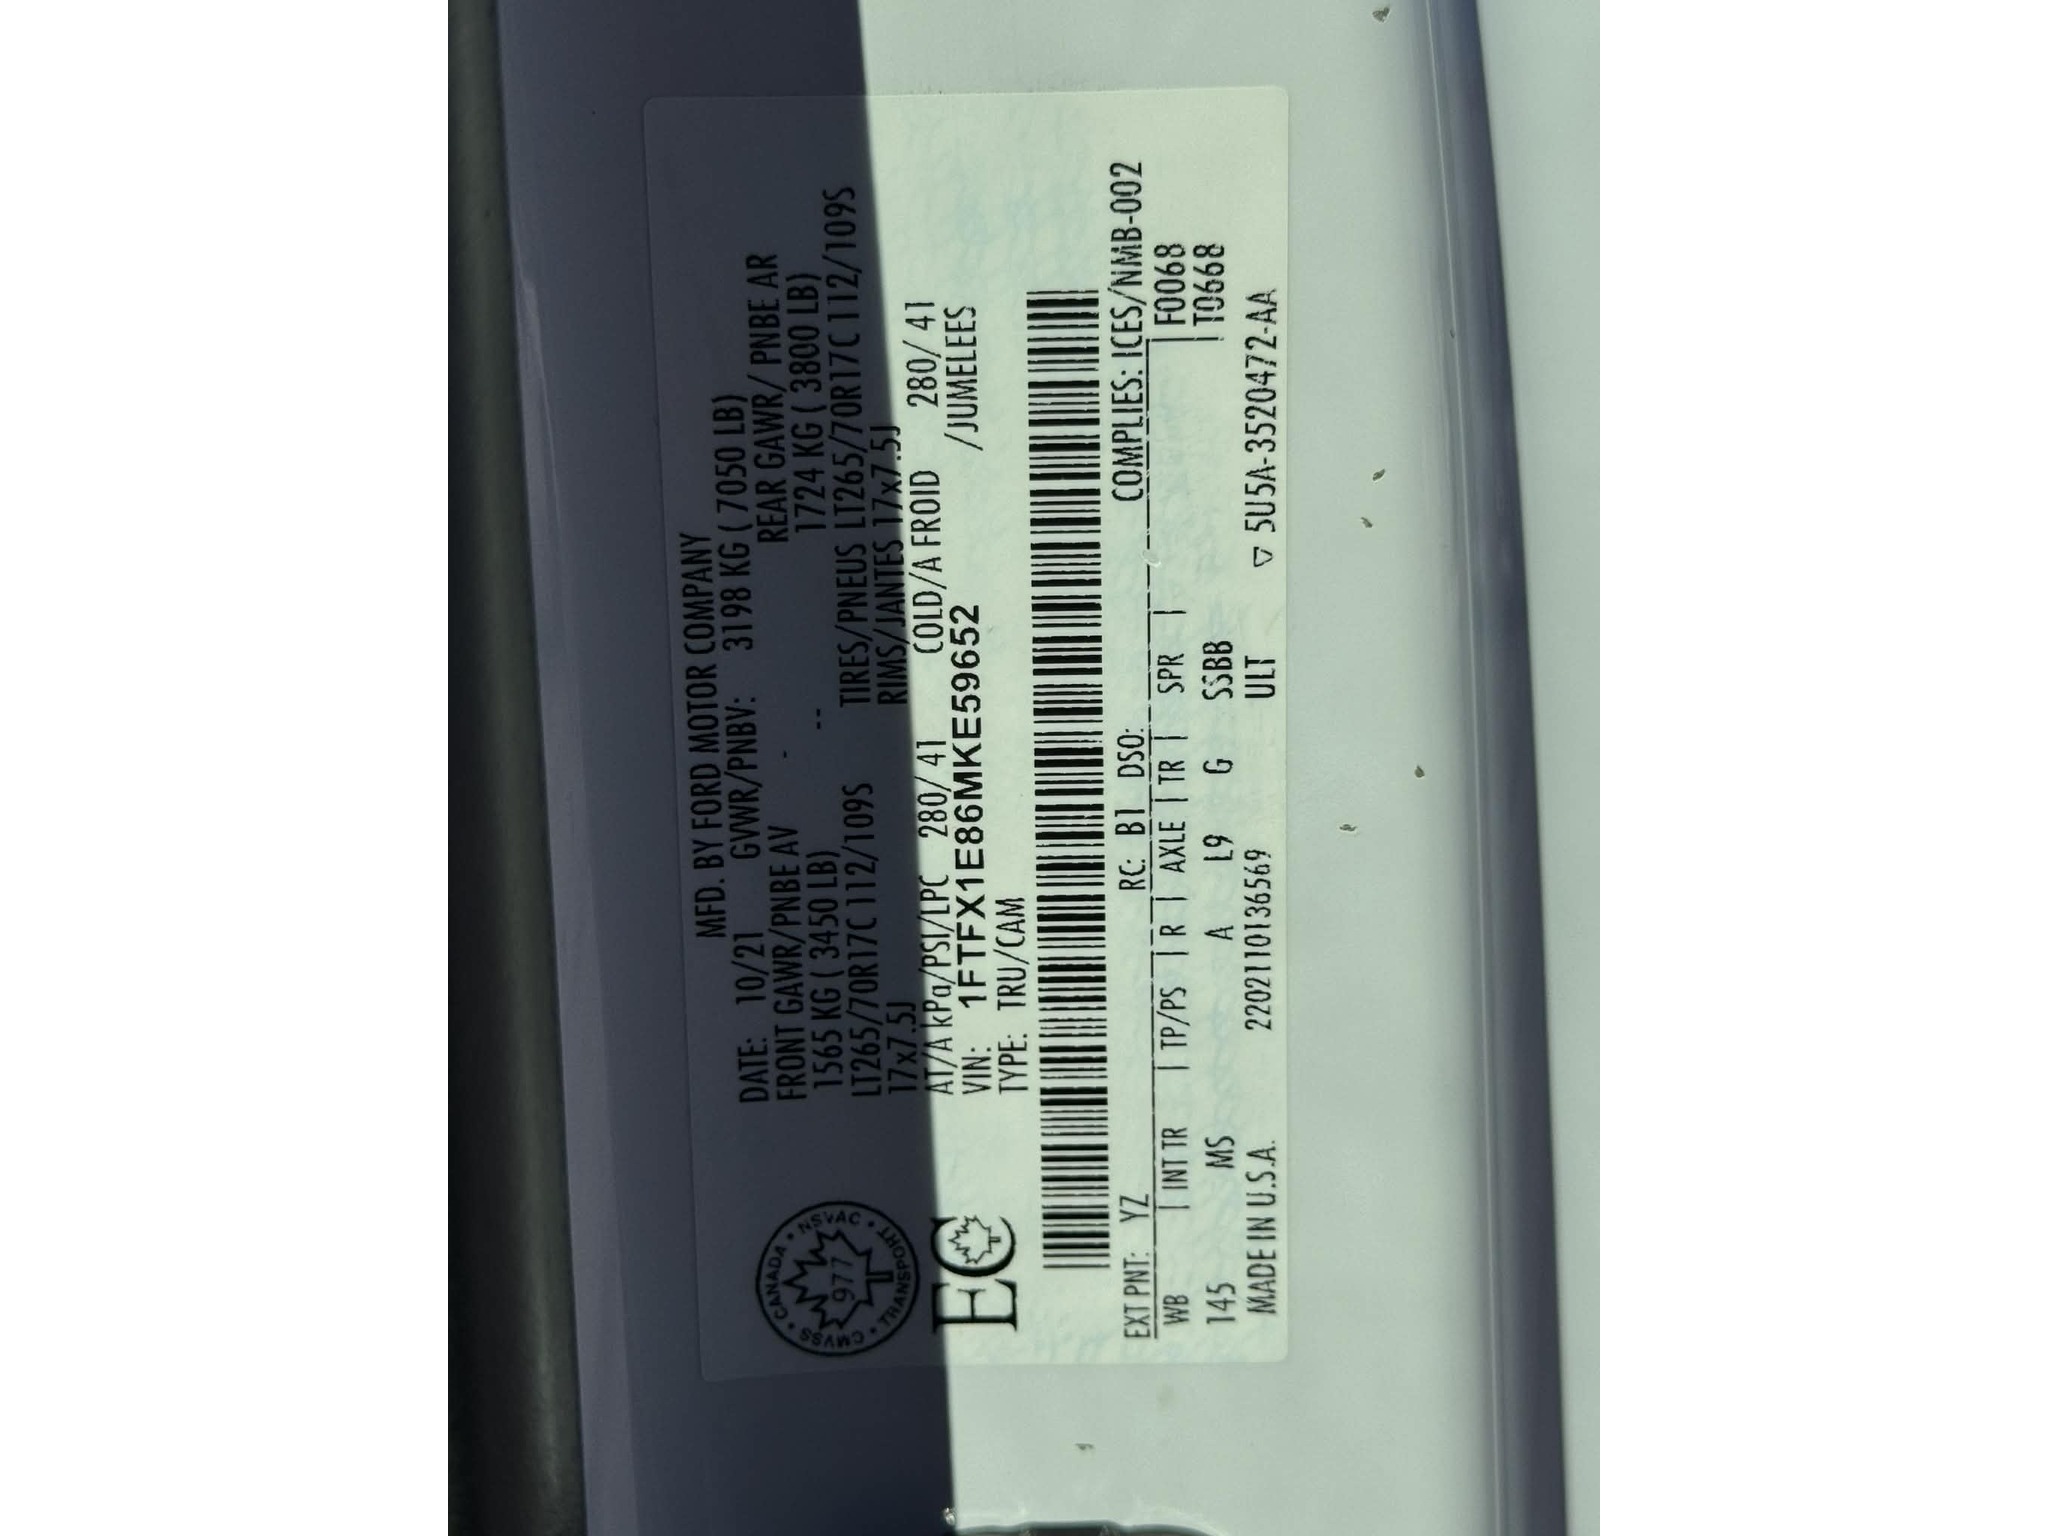 MFD. BY FORD MOTOR COMPANY
DATE: 10/21 GVWR/PNBV: 3198 KG ( 7050 LB)
FRONT GAWR/PNBE AV - REAR GAWR/ PNBE AR
1565 KG ( 3450 LB) -- 1724 KG ( 3800 LB)
LT265/70R17C 112/109S TIRES/PNEUS LT265/70R17C 112/109S
17x7.5J RIMS/JANTES 17x7.5J
AT/A kPa/PSI/LPC 280/ 41 COLD/A FROID 280/ 41
VIN: 1FTFX1E86MKE59652 /JUMELEES
TYPE: TRU/CAM
CANADA • NSVAC • TRANSPORT • CMVSS •
977
EC
EXT PNT: YZ RC: B1 DSO: COMPLIES: ICES/NMB-002
WB | INT TR | TP/PS | R | AXLE | TR | SPR | F0068
145 MS A L9 G SSBB T0668
MADE IN U.S.A. 220211013656​9 ULT ▽ 5U5A-3520472-AA